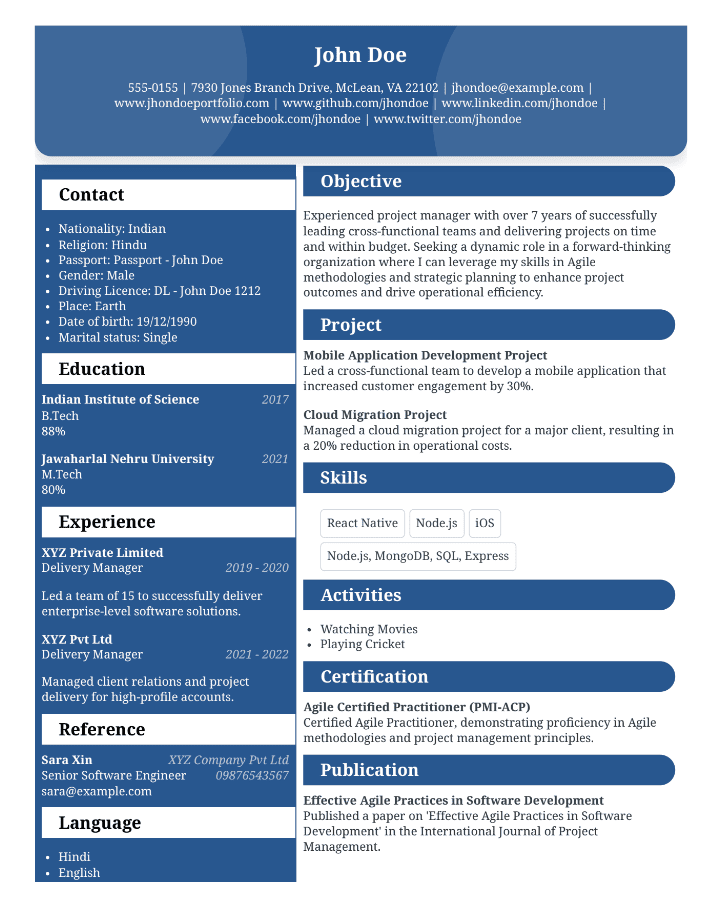 John Doe
555-0155 | 7930 Jones Branch Drive, McLean, VA 22102 | jhondoe@example.com |
www.jhondoeportfolio.com | www.github.com/jhondoe | www.linkedin.com/jhondoe |
www.facebook.com/jhondoe | www.twitter.com/jhondoe
Contact
• Nationality: Indian
• Religion: Hindu
• Passport: Passport - John Doe
• Gender: Male
• Driving Licence: DL - John Doe 1212
• Place: Earth
• Date of birth: 19/12/1990
• Marital status: Single
Education
Indian Institute of Science 2017
B.Tech
88%
Jawaharlal Nehru University 2021
M.Tech
80%
Experience
XYZ Private Limited
Delivery Manager 2019 - 2020
Led a team of 15 to successfully deliver
enterprise-level software solutions.
XYZ Pvt Ltd
Delivery Manager 2021 - 2022
Managed client relations and project
delivery for high-profile accounts.
Reference
Sara Xin XYZ Company Pvt Ltd
Senior Software Engineer 09876543567
sara@example.com
Language
• Hindi
• English
Objective
Experienced project manager with over 7 years of successfully
leading cross-functional teams and delivering projects on time
and within budget. Seeking a dynamic role in a forward-thinking
organization where I can leverage my skills in Agile
methodologies and strategic planning to enhance project
outcomes and drive operational efficiency.
Project
Mobile Application Development Project
Led a cross-functional team to develop a mobile application that
increased customer engagement by 30%.
Cloud Migration Project
Managed a cloud migration project for a major client, resulting in
a 20% reduction in operational costs.
Skills
React Native Node.js iOS
Node.js, MongoDB, SQL, Express
Activities
• Watching Movies
• Playing Cricket
Certification
Agile Certified Practitioner (PMI-ACP)
Certified Agile Practitioner, demonstrating proficiency in Agile
methodologies and project management principles.
Publication
Effective Agile Practices in Software Development
Published a paper on 'Effective Agile Practices in Software
Development' in the International Journal of Project
Management.